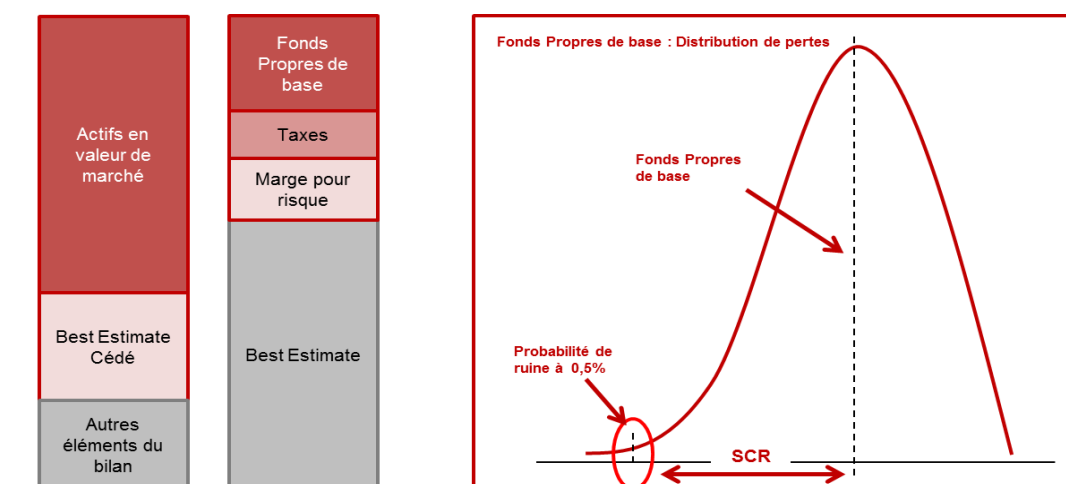 Actifs en
valeur de
marché
Best Estimate
Cédé
Autres
éléments du
bilan
Fonds
Propres de
base
Taxes
Marge pour
risque
Best Estimate
Fonds Propres de base : Distribution de pertes
Fonds Propres
de base
Probabilité de
ruine à 0,5%
SCR